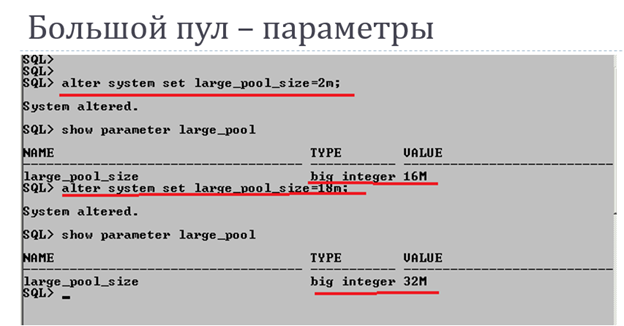 Большой пул – параметры
SQL>
SQL>
SQL> alter system set large_pool_size=2m;
System altered.
SQL> show parameter large_pool
NAME TYPE VALUE
large_pool_size big integer 16M
SQL> alter system set large_pool_size=18m;
System altered.
SQL> show parameter large_pool
NAME TYPE VALUE
large_pool_size big integer 32M
SQL> _